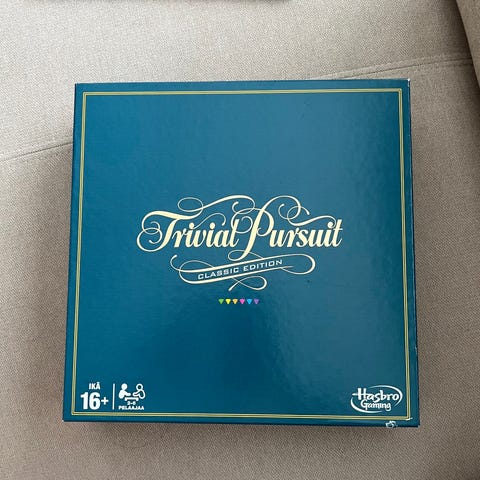 Trivial Pursuit
CLASSIC EDITION
IKÄ
16+
2-6
PELAAJAA
Hasbro
Gaming